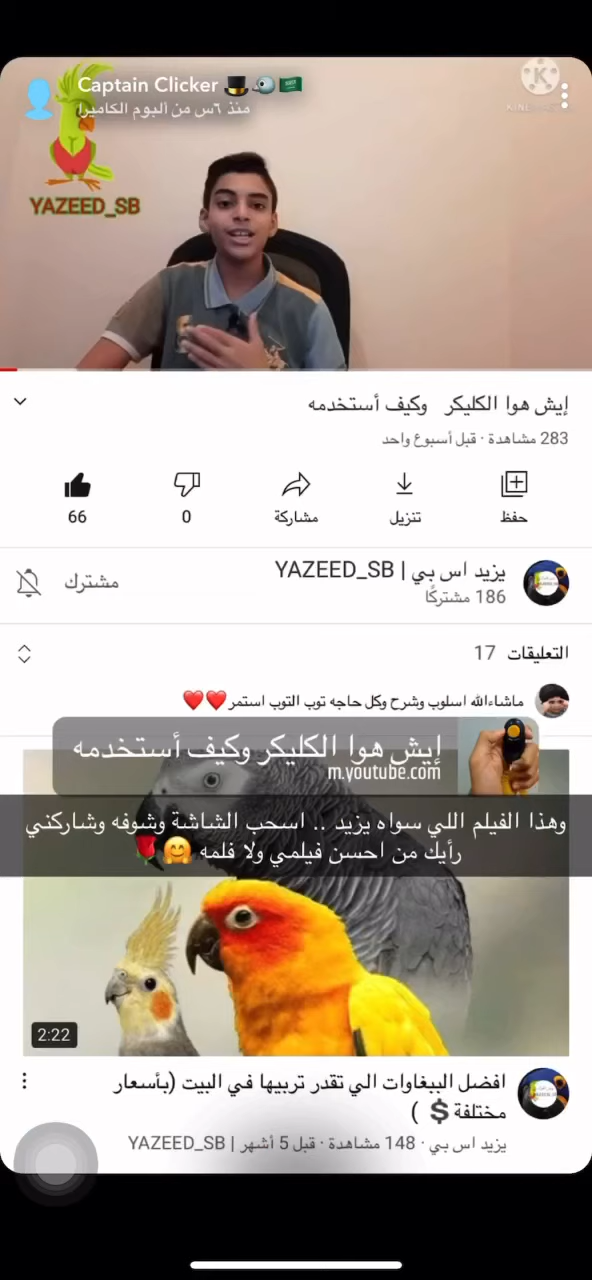 Captain Clicker 🎩🐦🇸🇦
منذ ٦س من ألبوم الكاميرا
K
YAZEED_SB
إيش هوا الكليكر وكيف أستخدمه
283 مشاهدة · قبل أسبوع واحد
66
0
مشاركة
تنزيل
حفظ
يزيد اس بي | YAZEED_SB
186 مشتركًا
مشترك
التعليقات 17
ماشاءالله اسلوب وشرح وكل حاجه توب التوب استمر❤️❤️
إيش هوا الكليكر وكيف أستخدمه
m.youtube.com
وهذا الفيلم اللي سواه يزيد .. اسحب الشاشة وشوفه وشاركني
رأيك من احسن فيلمي ولا فلمه 🤗🌹
2:22
افضل الببغاوات الي تقدر تربيها في البيت (بأسعار
مختلفة💲 )
يزيد اس بي | YAZEED_SB · 148 مشاهدة · قبل 5 أشهر